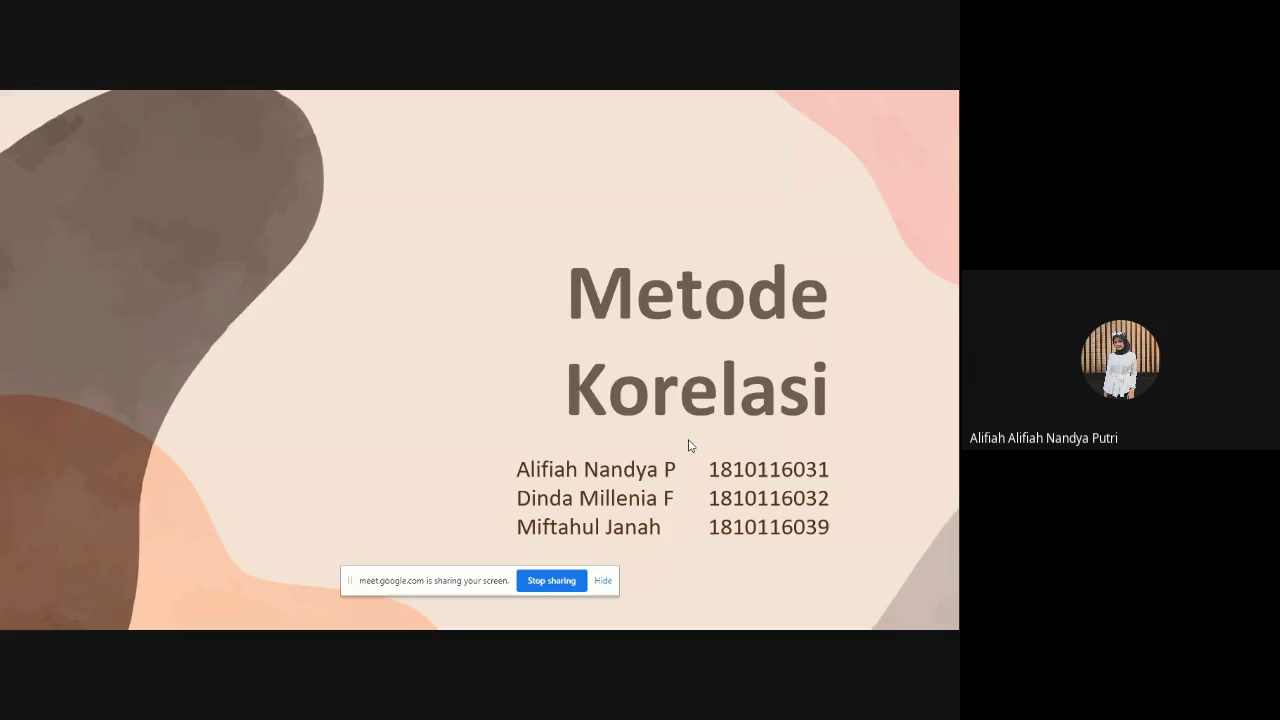 Metode
Korelasi
Alifiah Nandya P 1810116031
Dinda Millenia F 1810116032
Miftahul Janah 1810116039
meet.google.com is sharing your screen. Stop sharing Hide
Alifiah Alifiah Nandya Putri